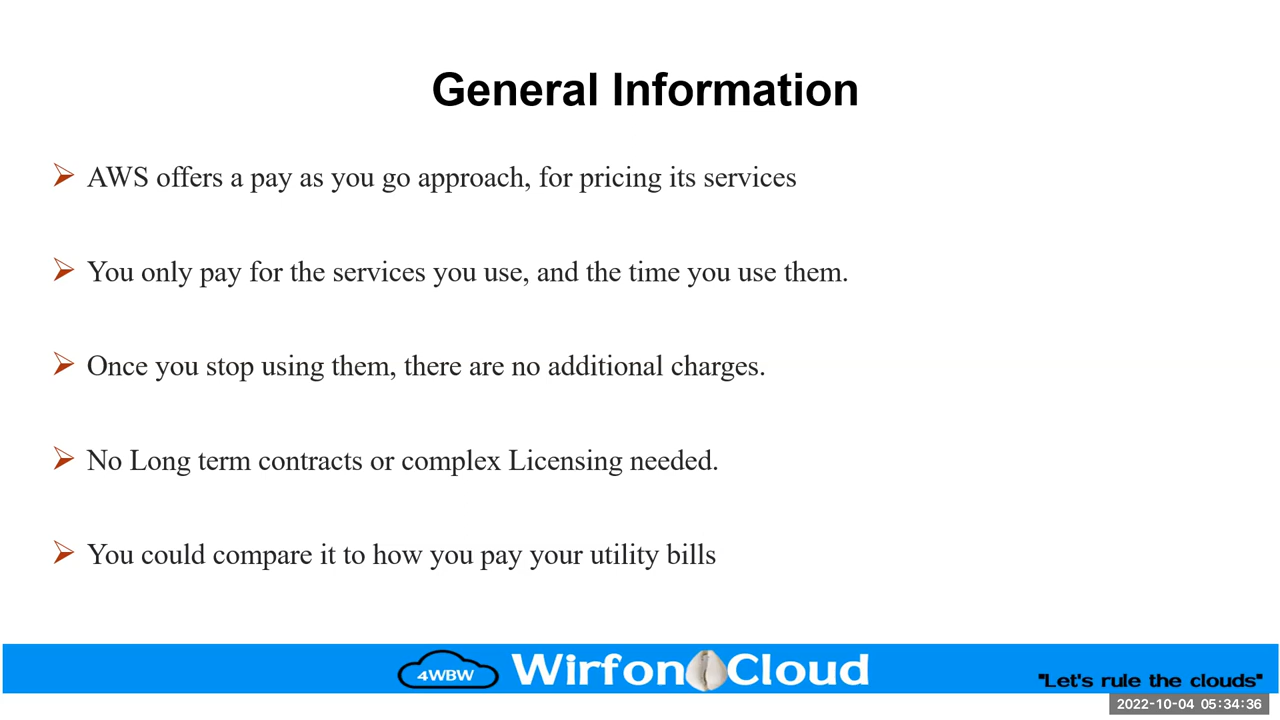 General Information
AWS offers a pay as you go approach, for pricing its services
You only pay for the services you use, and the time you use them.
Once you stop using them, there are no additional charges.
No Long term contracts or complex Licensing needed.
You could compare it to how you pay your utility bills
4WBW Wirfon Cloud
"Let's rule the clouds"
2022-10-04 05:34:36